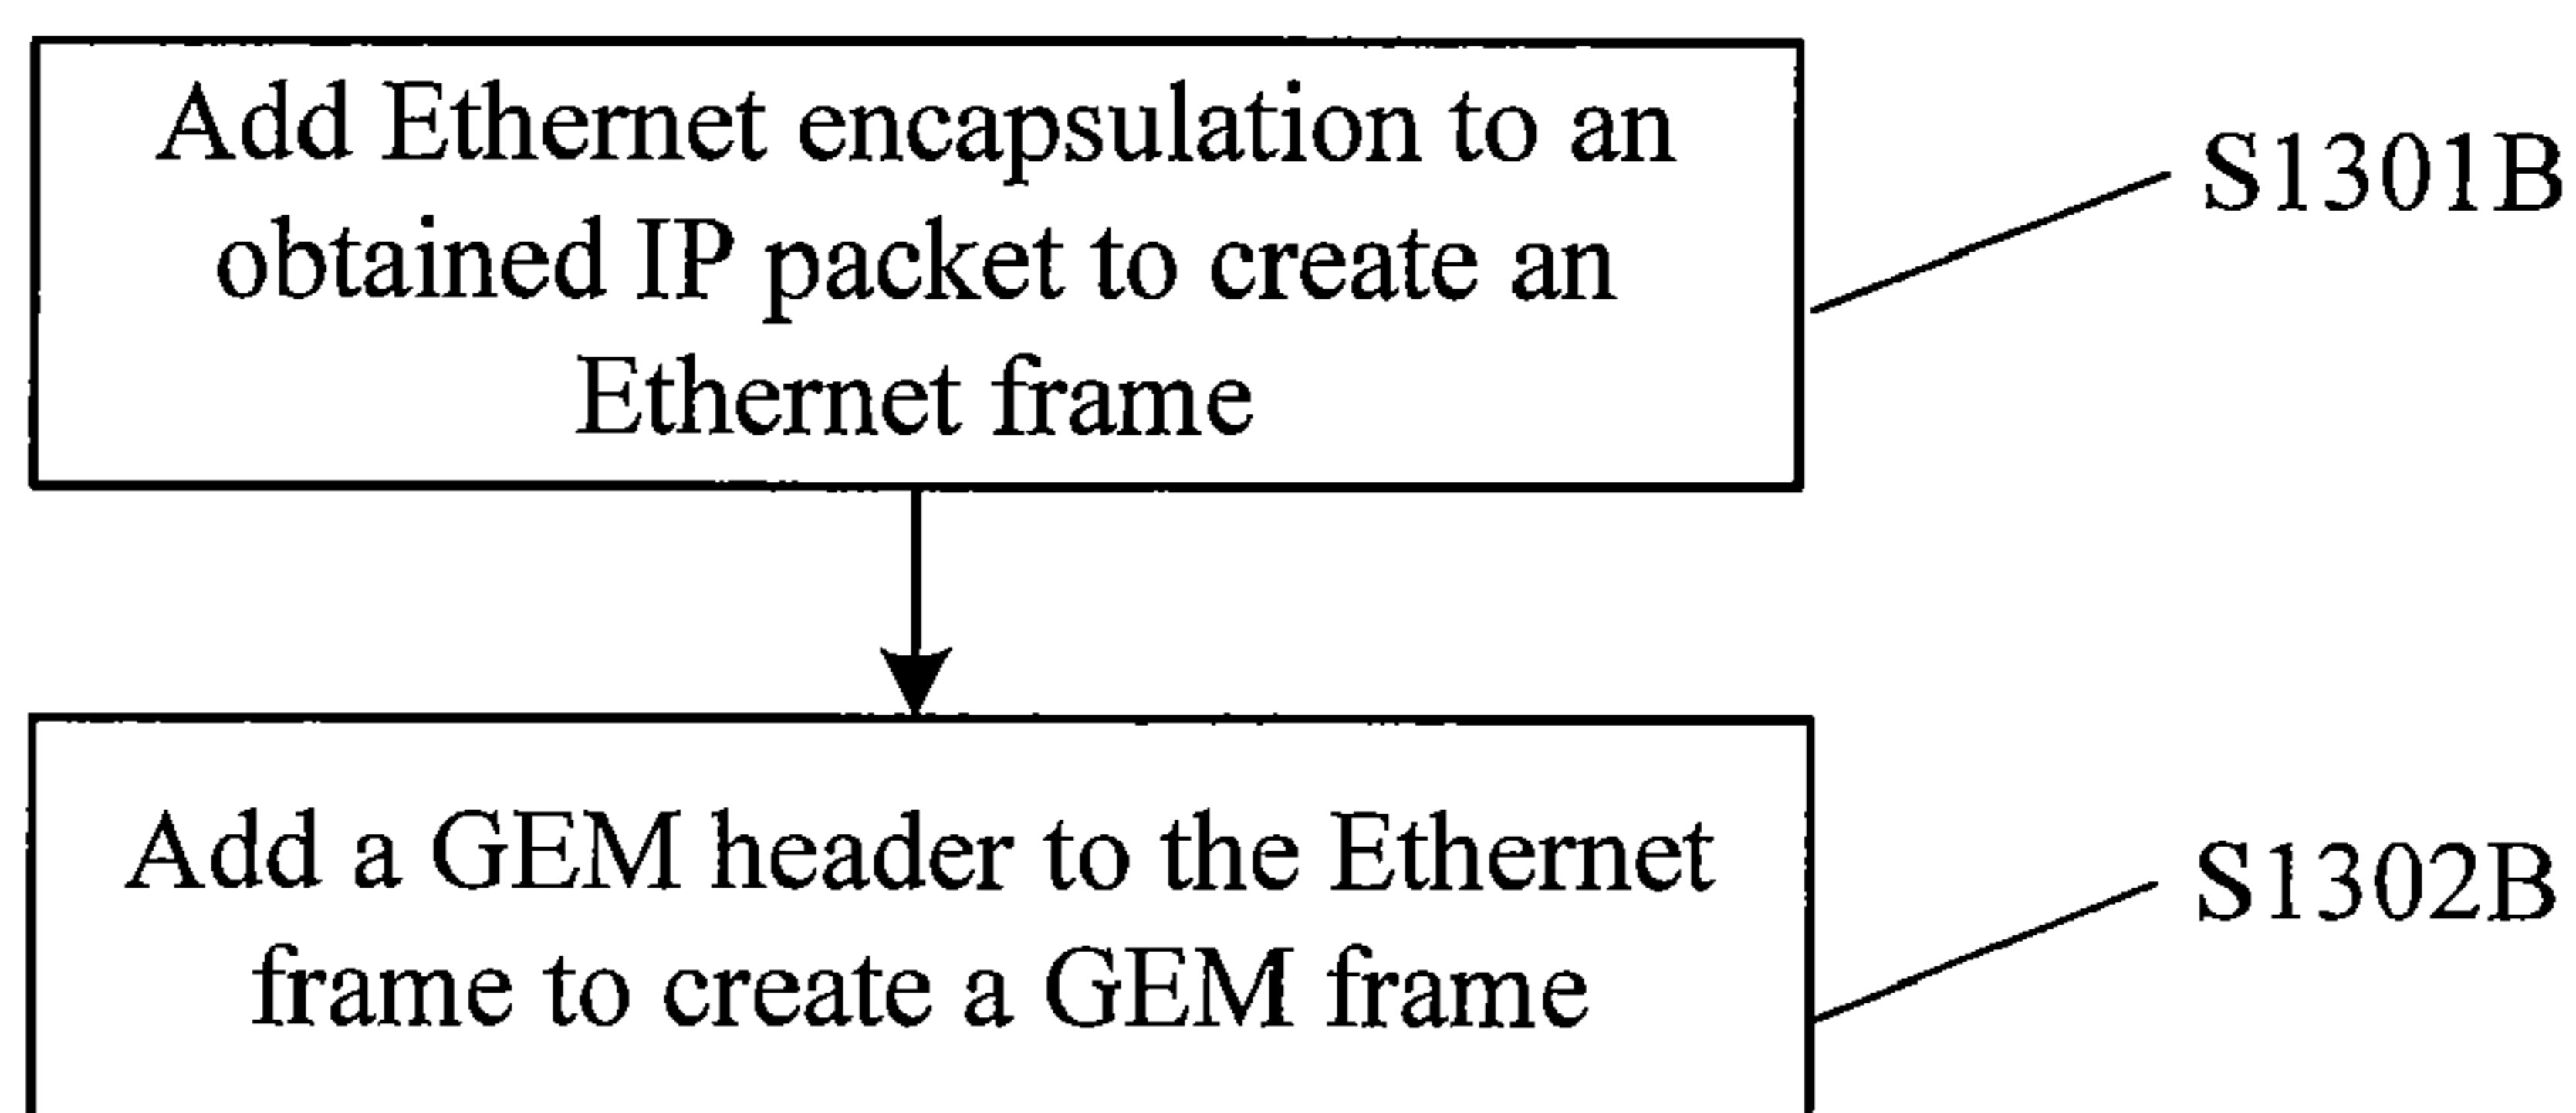 Add Ethernet encapsulation to an
obtained IP packet to create an
Ethernet frame
S1301B
Add a GEM header to the Ethernet
frame to create a GEM frame
S1302B